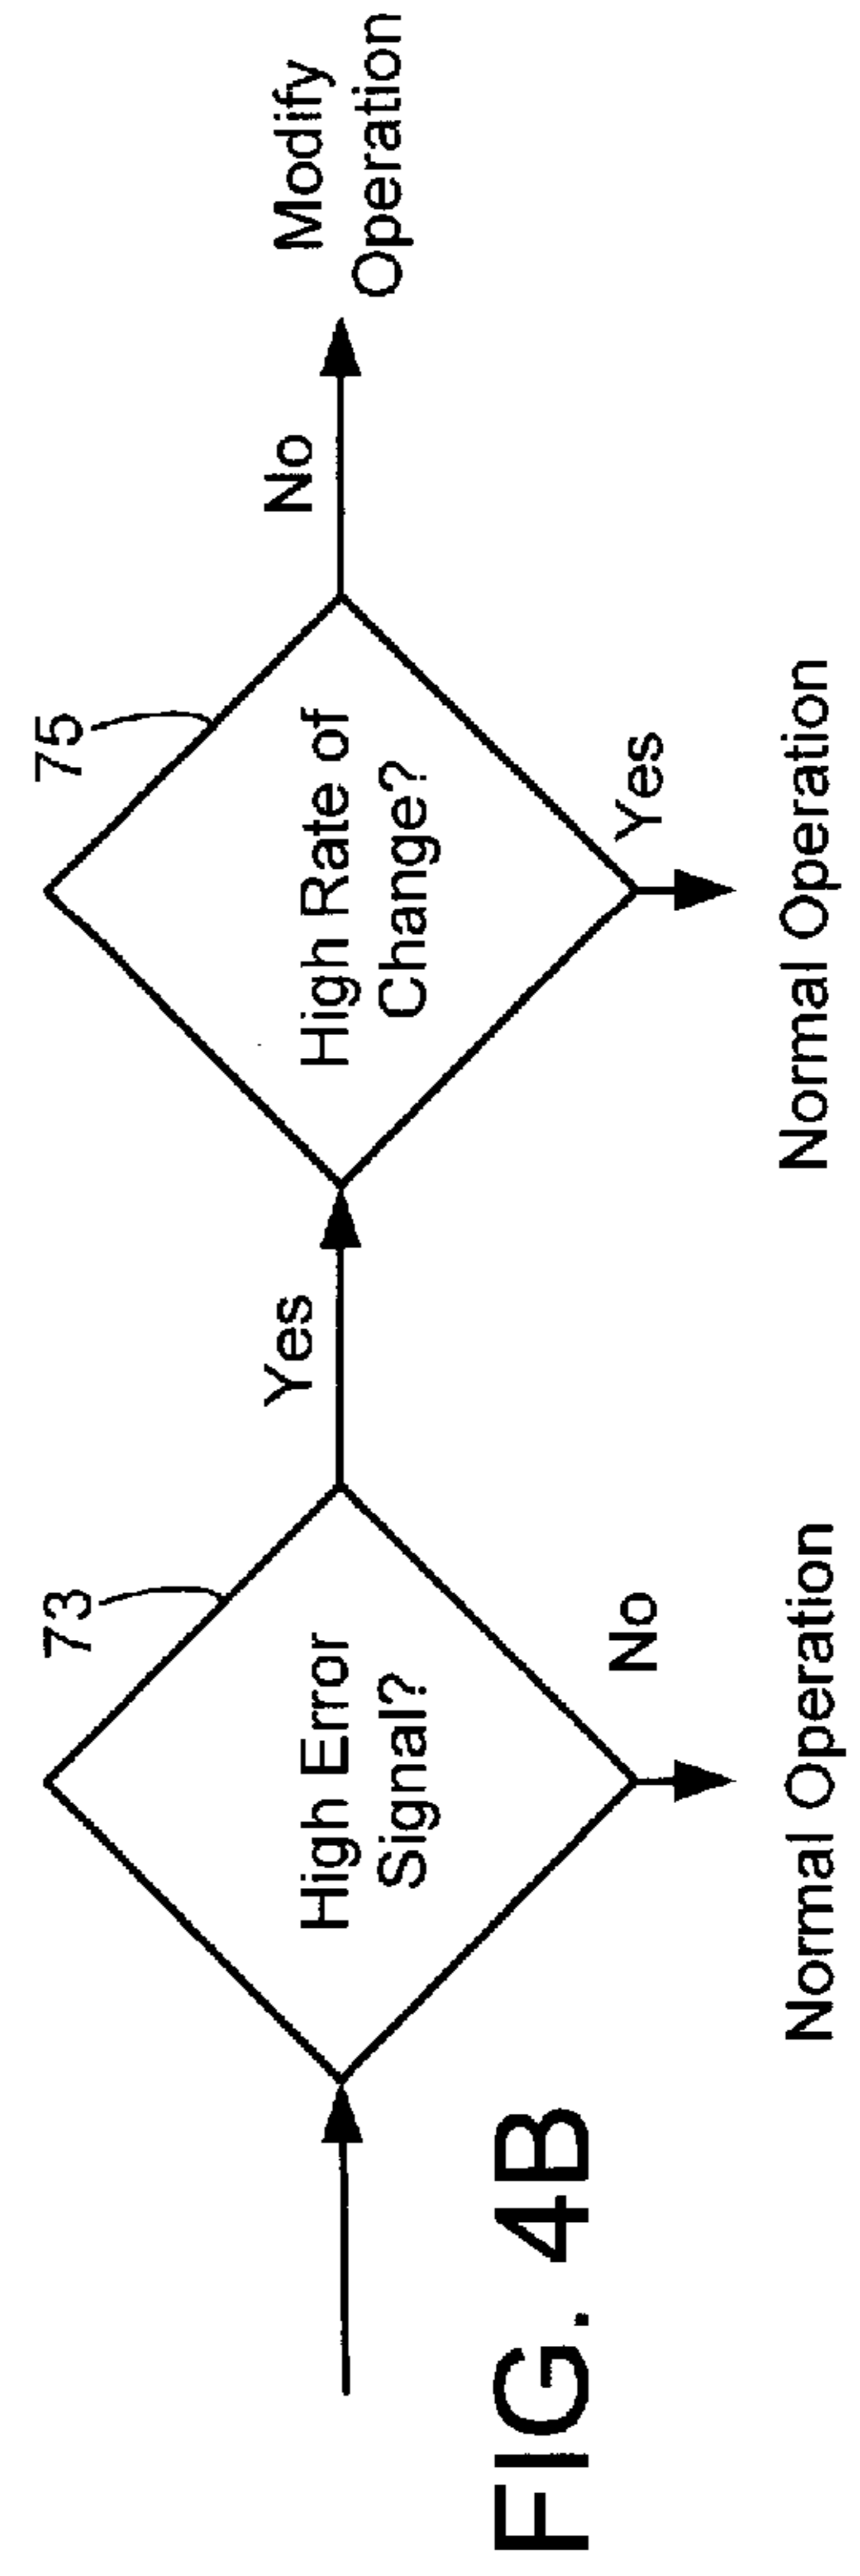 73
High Error
Signal?
Yes
No
Normal Operation
75
High Rate of
Change?
No
Modify
Operation
Yes
Normal Operation
FIG. 4B